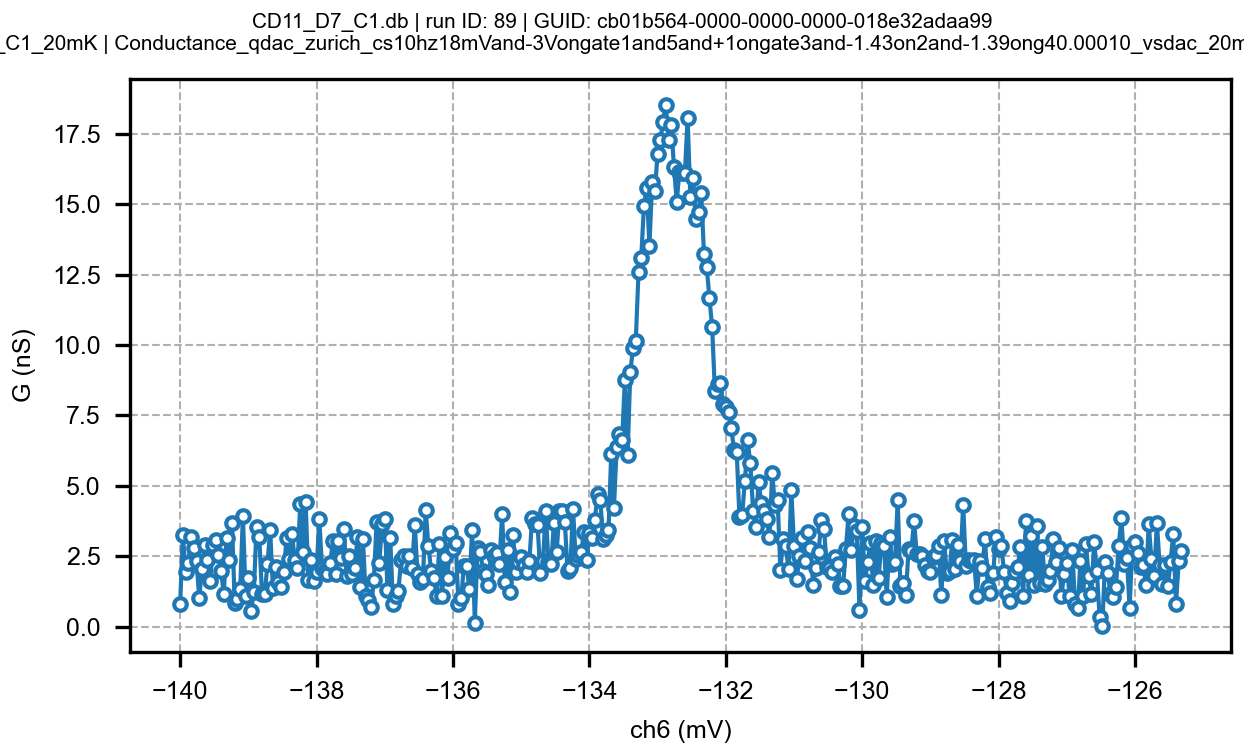 CD11_D7_C1.db | run ID: 89 | GUID: cb01b564-0000-0000-0000-018e32adaa99
_C1_20mK | Conductance_qdac_zurich_cs10hz18mVand-3Vongate1and5and+1ongate3and-1.43on2and-1.39ong40.00010_vsdac_20m
17.5
15.0
12.5
10.0
7.5
5.0
2.5
0.0
G (nS)
−140 −138 −136 −134 −132 −130 −128 −126
ch6 (mV)